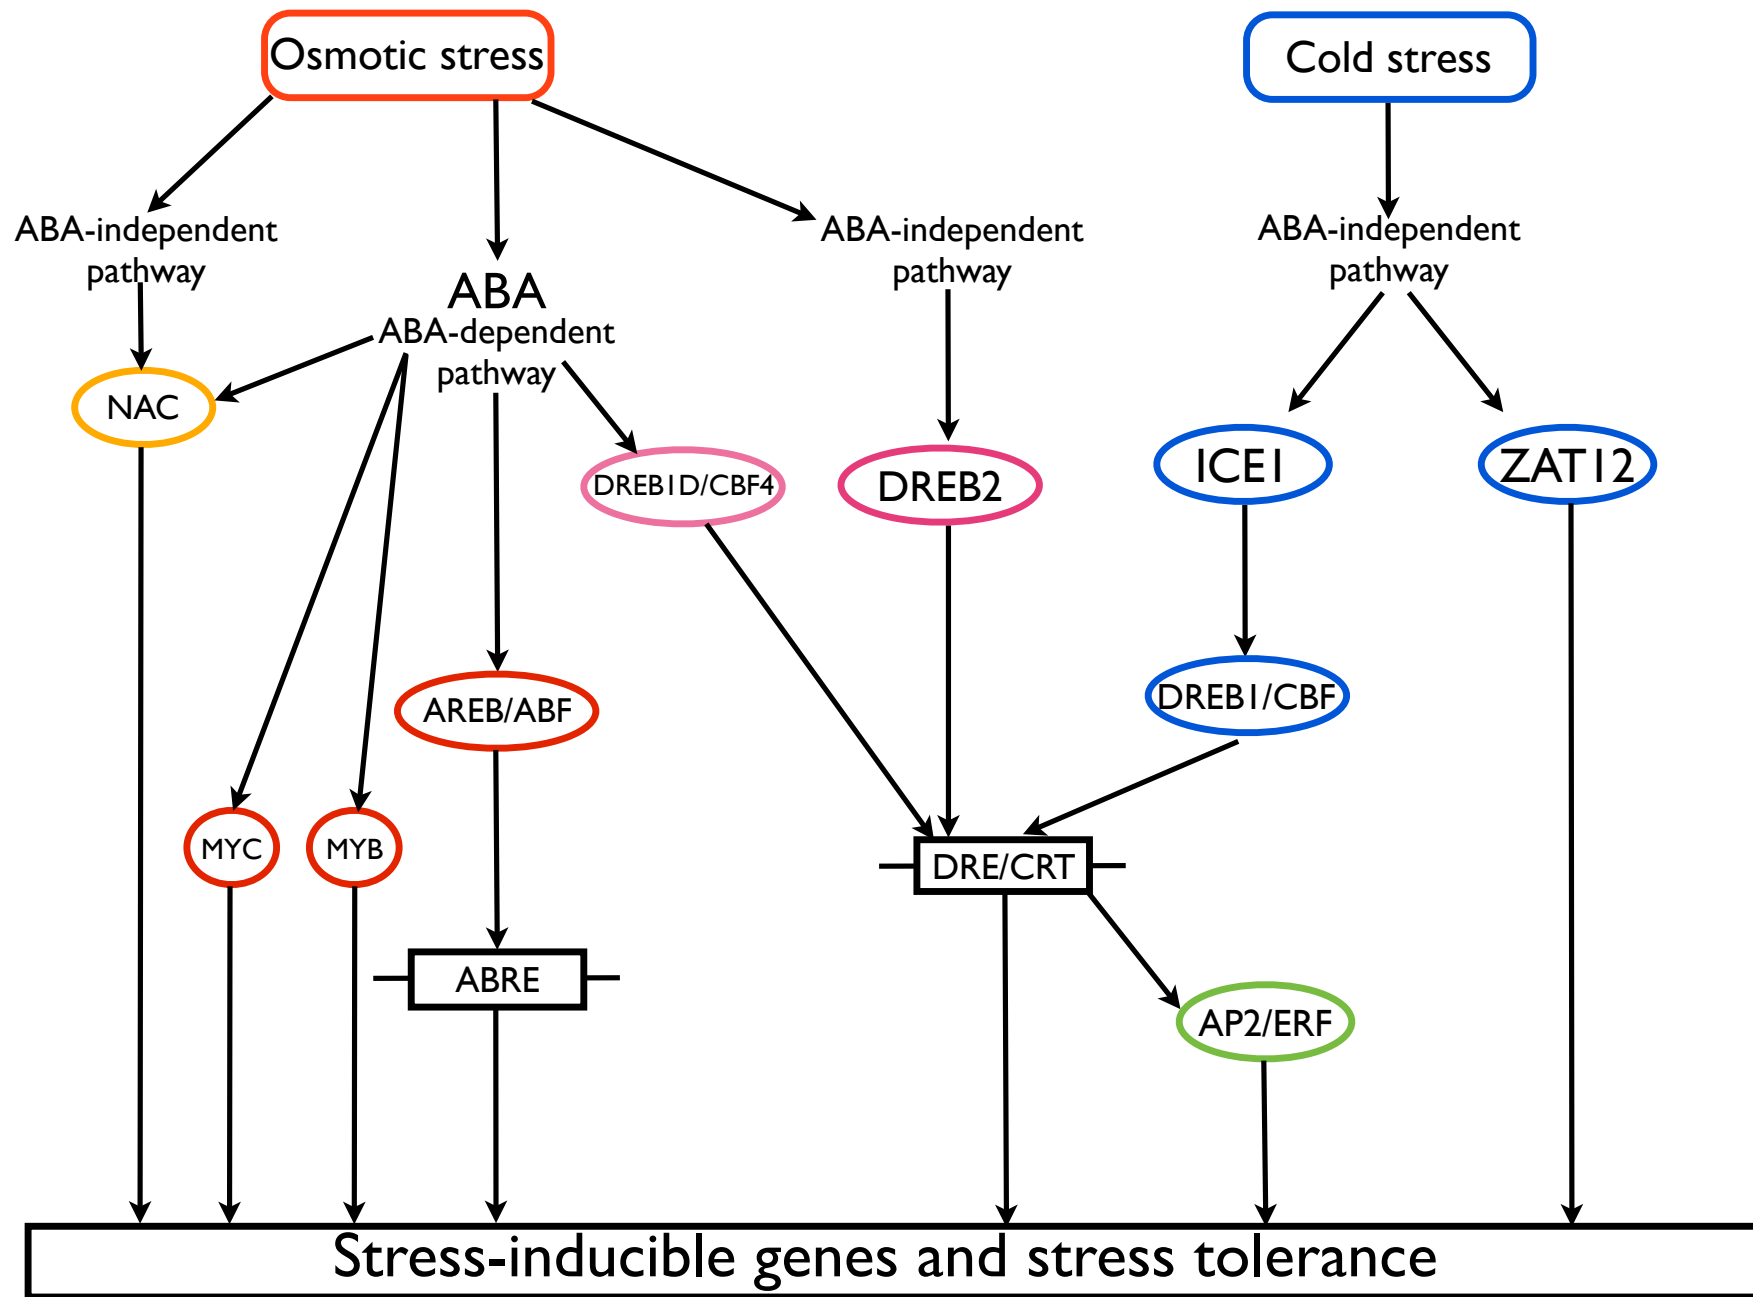 Osmotic stress
Cold stress
ABA-independent
pathway
ABA
ABA-dependent
pathway
ABA-independent
pathway
ABA-independent
pathway
NAC
DREB1D/CBF4
DREB2
ICE1
ZAT12
AREB/ABF
DREB1/CBF
MYC
MYB
DRE/CRT
ABRE
AP2/ERF
Stress-inducible genes and stress tolerance